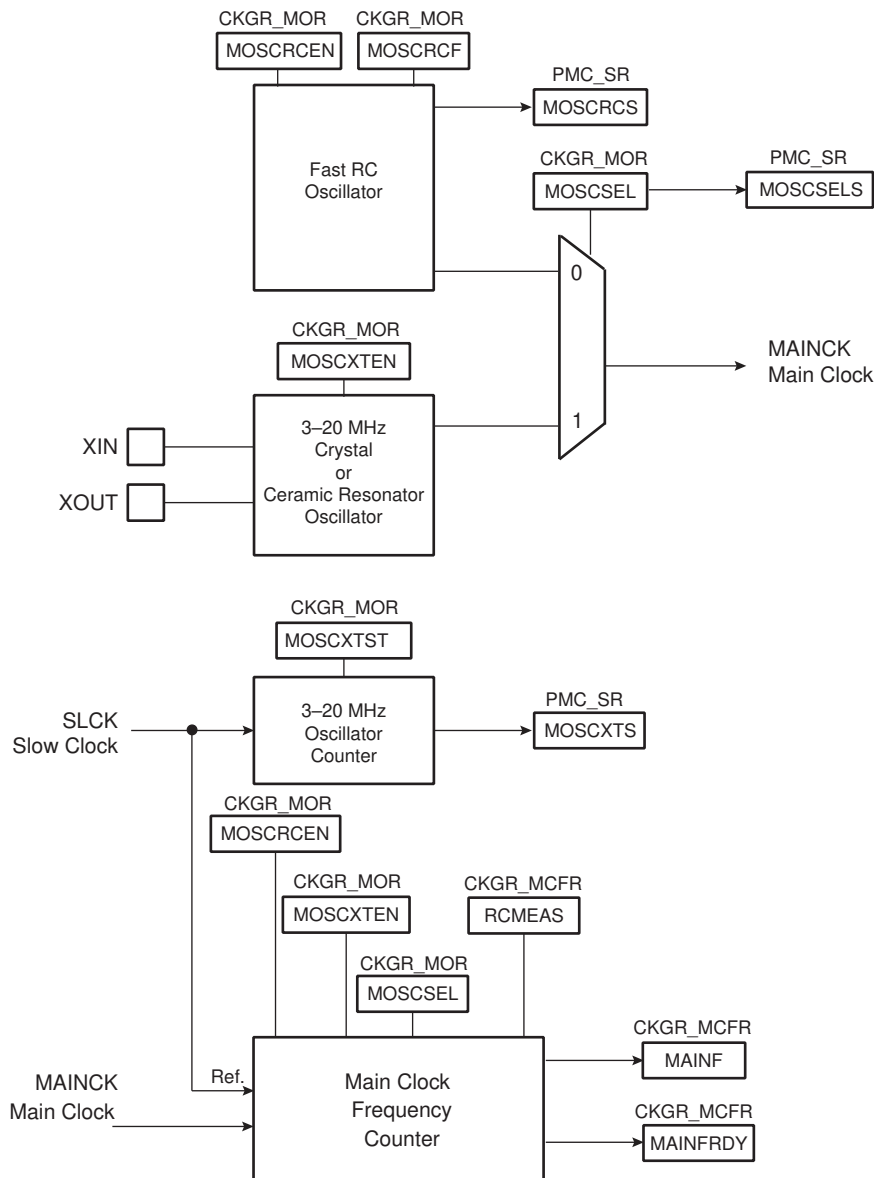 CKGR_MOR
MOSCRCEN
CKGR_MOR
MOSCRCF
PMC_SR
MOSCRCS
Fast RC
Oscillator
CKGR_MOR
MOSCSEL
PMC_SR
MOSCSELS
0
1
MAINCK
Main Clock
CKGR_MOR
MOSCXTEN
XIN
XOUT
3–20 MHz
Crystal
or
Ceramic Resonator
Oscillator
CKGR_MOR
MOSCXTST
SLCK
Slow Clock
3–20 MHz
Oscillator
Counter
PMC_SR
MOSCXTS
CKGR_MOR
MOSCRCEN
CKGR_MOR
MOSCXTEN
CKGR_MCFR
RCMEAS
CKGR_MOR
MOSCSEL
MAINCK
Main Clock
Ref.
Main Clock
Frequency
Counter
CKGR_MCFR
MAINF
CKGR_MCFR
MAINFRDY